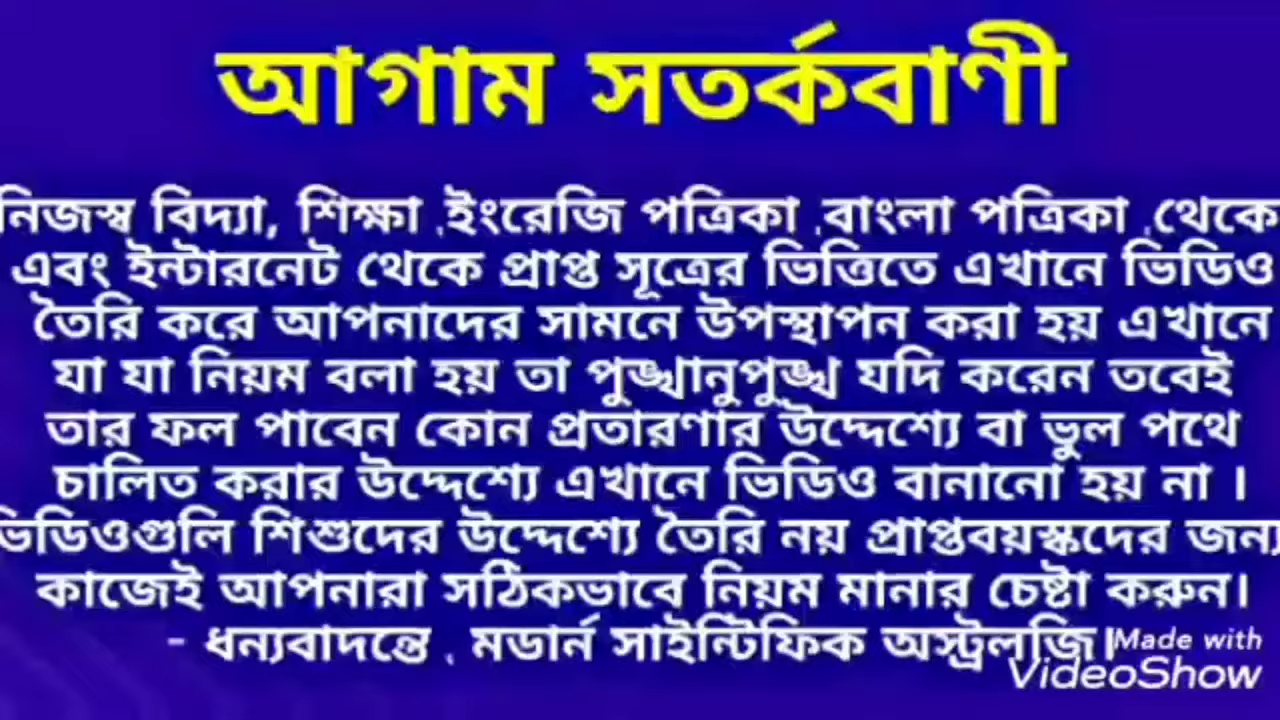 আগাম সতর্কবাণী
নিজস্ব বিদ্যা, শিক্ষা ,ইংরেজি পত্রিকা ,বাংলা পত্রিকা ,থেকে
এবং ইন্টারনেট থেকে প্রাপ্ত সূত্রের ভিত্তিতে এখানে ভিডিও
তৈরি করে আপনাদের সামনে উপস্থাপন করা হয় এখানে
যা যা নিয়ম বলা হয় তা পুঙ্খানুপুঙ্খ যদি করেন তবেই
তার ফল পাবেন কোন প্রতারণার উদ্দেশ্যে বা ভুল পথে
চালিত করার উদ্দেশ্যে এখানে ভিডিও বানানো হয় না ।
ভিডিওগুলি শিশুদের উদ্দেশ্যে তৈরি নয় প্রাপ্তবয়স্কদের জন্য
কাজেই আপনারা সঠিকভাবে নিয়ম মানার চেষ্টা করুন।
- ধন্যবাদন্তে , মডার্ন সাইন্টিফিক অস্ট্রলজি।
Made with
VideoShow